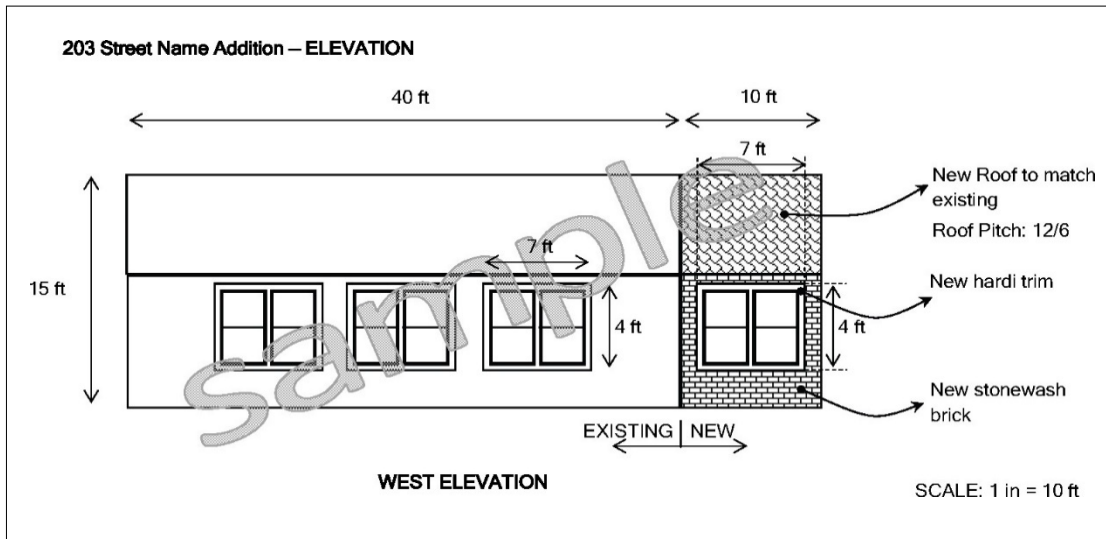 203 Street Name Addition – ELEVATION
40 ft
10 ft
7 ft
New Roof to match
existing
Roof Pitch: 12/6
7 ft
15 ft
New hardi trim
4 ft
4 ft
New stonewash
brick
EXISTING NEW
WEST ELEVATION
SCALE: 1 in = 10 ft
sample